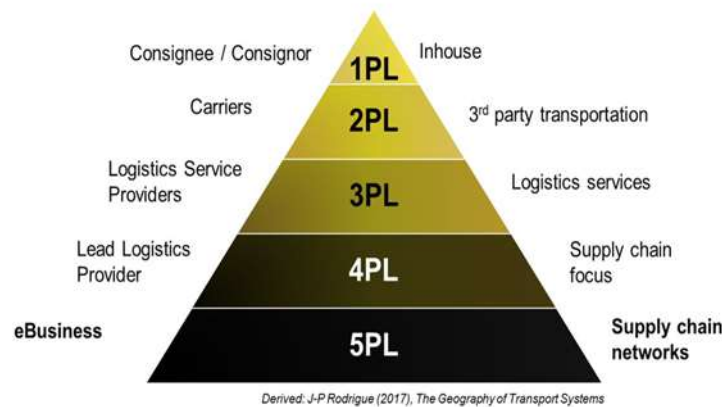 Consignee / Consignor
1PL
Inhouse
Carriers
2PL
3rd party transportation
Logistics Service
Providers
3PL
Logistics services
Lead Logistics
Provider
4PL
Supply chain
focus
eBusiness
5PL
Supply chain
networks
Derived: J-P Rodrigue (2017), The Geography of Transport Systems